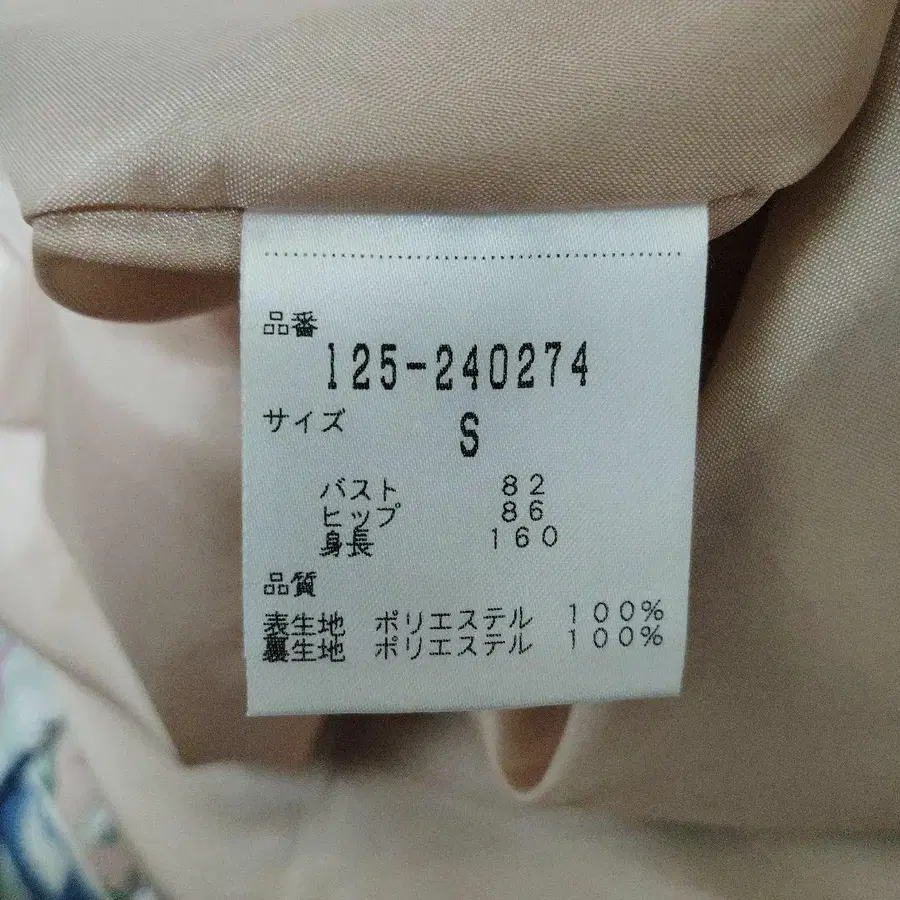 品番
125-240274
サイズ S
バスト 82
ヒップ 86
身長 160
品質
表生地 ポリエステル 100%
裏生地 ポリエステル 100%